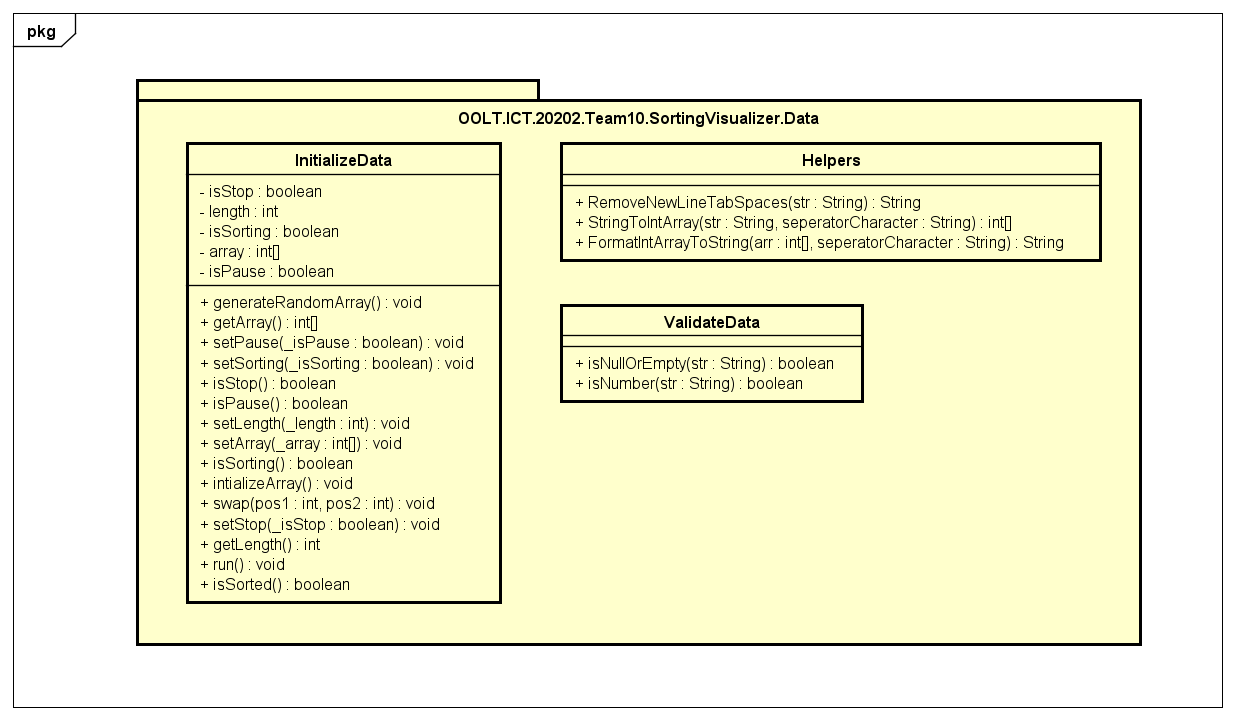 pkg
OOLT.ICT.20202.Team10.SortingVisualizer.Data
InitializeData
- isStop : boolean
- length : int
- isSorting : boolean
- array : int[]
- isPause : boolean
+ generateRandomArray() : void
+ getArray() : int[]
+ setPause(_isPause : boolean) : void
+ setSorting(_isSorting : boolean) : void
+ isStop() : boolean
+ isPause() : boolean
+ setLength(_length : int) : void
+ setArray(_array : int[]) : void
+ isSorting() : boolean
+ intializeArray() : void
+ swap(pos1 : int, pos2 : int) : void
+ setStop(_isStop : boolean) : void
+ getLength() : int
+ run() : void
+ isSorted() : boolean
Helpers
+ RemoveNewLineTabSpaces(str : String) : String
+ StringToIntArray(str : String, seperatorCharacter : String) : int[]
+ FormatIntArrayToString(arr : int[], seperatorCharacter : String) : String
ValidateData
+ isNullOrEmpty(str : String) : boolean
+ isNumber(str : String) : boolean